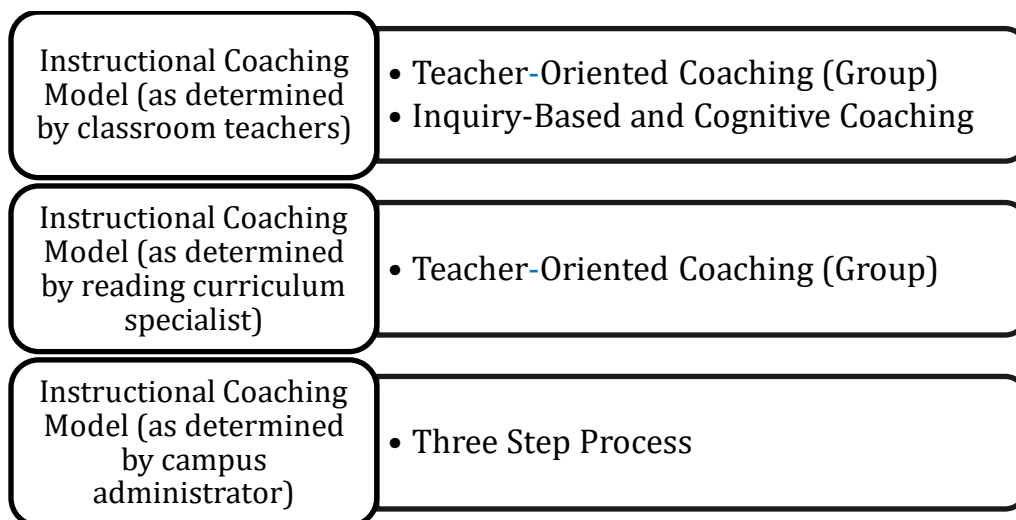 Instructional Coaching
Model (as determined
by classroom teachers)
• Teacher-Oriented Coaching (Group)
• Inquiry-Based and Cognitive Coaching
Instructional Coaching
Model (as determined
by reading curriculum
specialist)
• Teacher-Oriented Coaching (Group)
Instructional Coaching
Model (as determined
by campus
administrator)
• Three Step Process